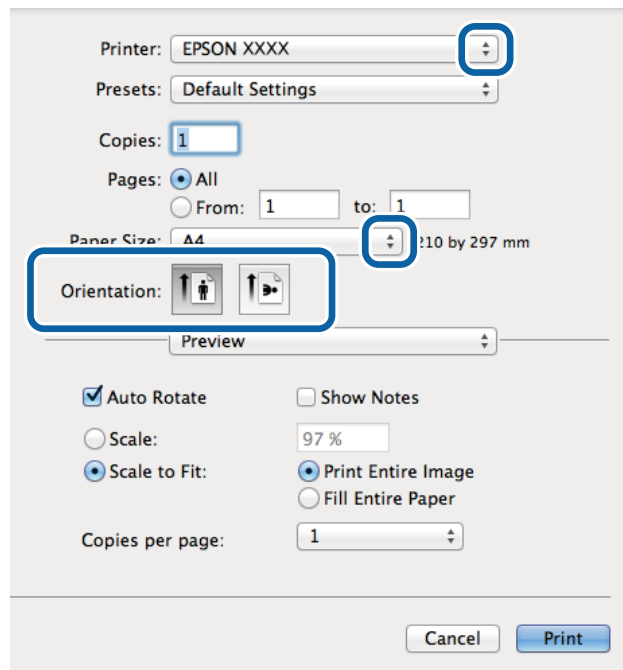 Printer: EPSON XXXX
Presets: Default Settings
Copies: 1
Pages: All
From: 1 to: 1
Paper Size: A4 210 by 297 mm
Orientation:
Preview
Auto Rotate Show Notes
Scale: 97 %
Scale to Fit: Print Entire Image
Fill Entire Paper
Copies per page: 1
Cancel Print